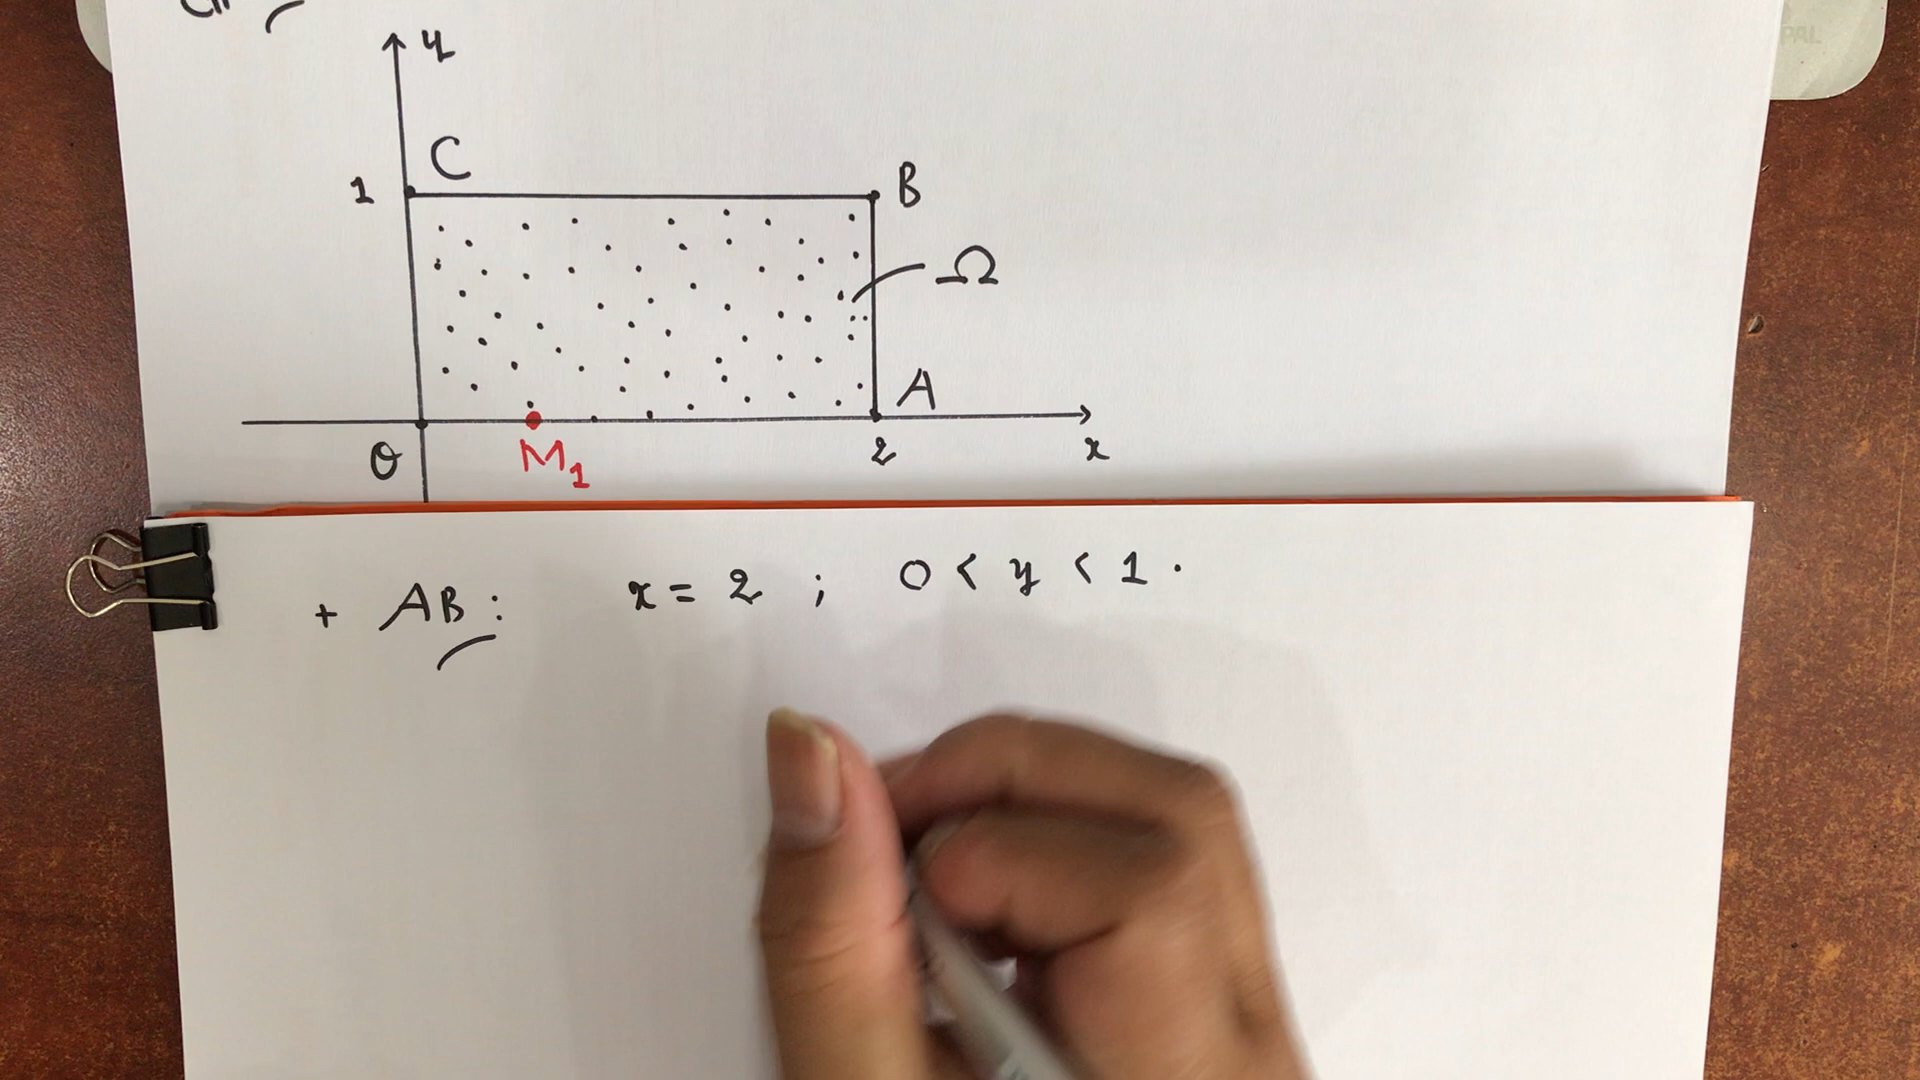 y
C
1
B
Ω
A
O
M₁
2
x
+ AB: x = 2 ; 0 < y < 1.